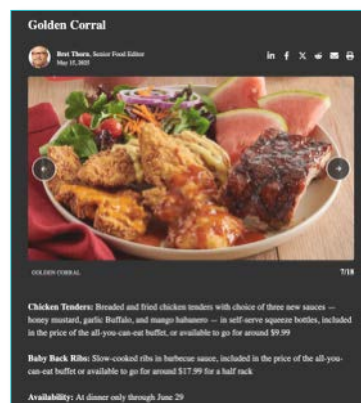 Golden Corral
Bret Thorn, Senior Food Editor
May 15, 2025
GOLDEN CORRAL
7/18
Chicken Tenders: Breaded and fried chicken tenders with choice of three new sauces —
honey mustard, garlic Buffalo, and mango habanero — in self-serve squeeze bottles, included
in the price of the all-you-can-eat buffet, or available to go for around $9.99
Baby Back Ribs: Slow-cooked ribs in barbecue sauce, included in the price of the all-you-
can-eat buffet or available to go for around $17.99 for a half rack
Availability: At dinner only through June 29